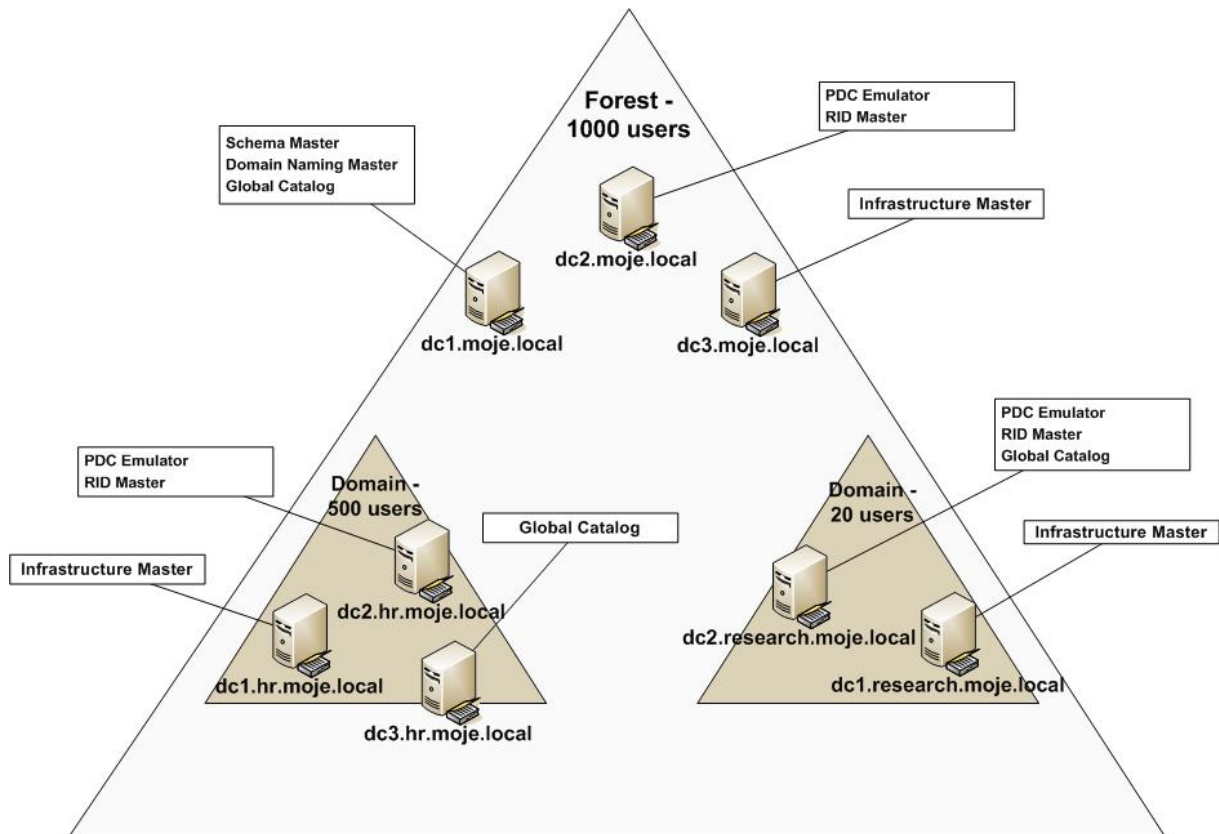 Forest -
1000 users
PDC Emulator
RID Master
Schema Master
Domain Naming Master
Global Catalog
Infrastructure Master
dc2.moje.local
dc1.moje.local
dc3.moje.local
PDC Emulator
RID Master
Domain -
500 users
Global Catalog
Infrastructure Master
dc2.hr.moje.local
dc1.hr.moje.local
dc3.hr.moje.local
PDC Emulator
RID Master
Global Catalog
Domain -
20 users
Infrastructure Master
dc2.research.moje.local
dc1.research.moje.local